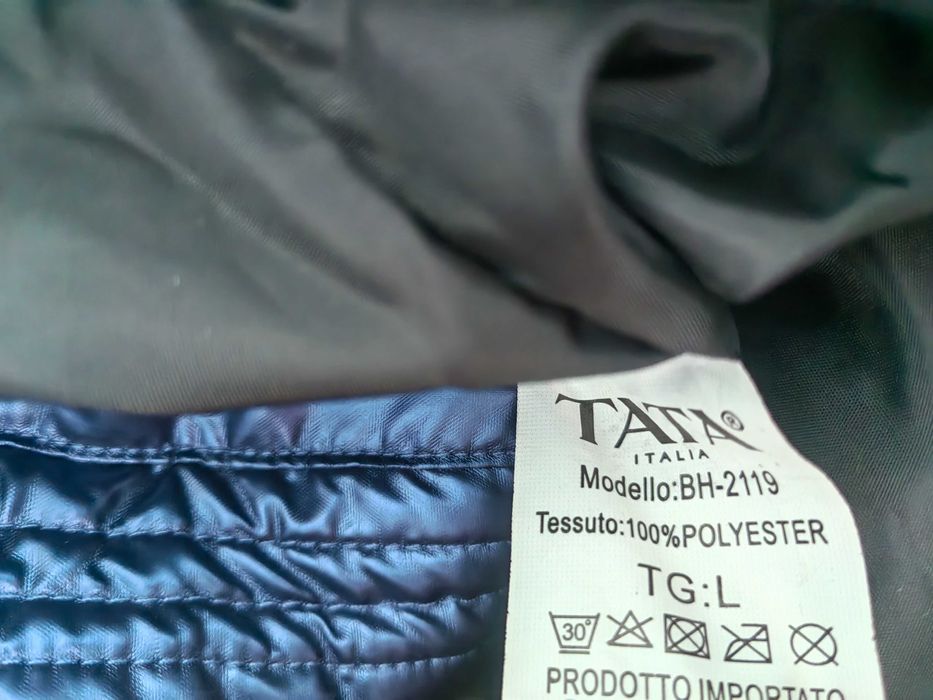 TATA®
ITALIA
Modello:BH-2119
Tessuto:100%POLYESTER
TG:L
30°
PRODOTTO IMPORTATO